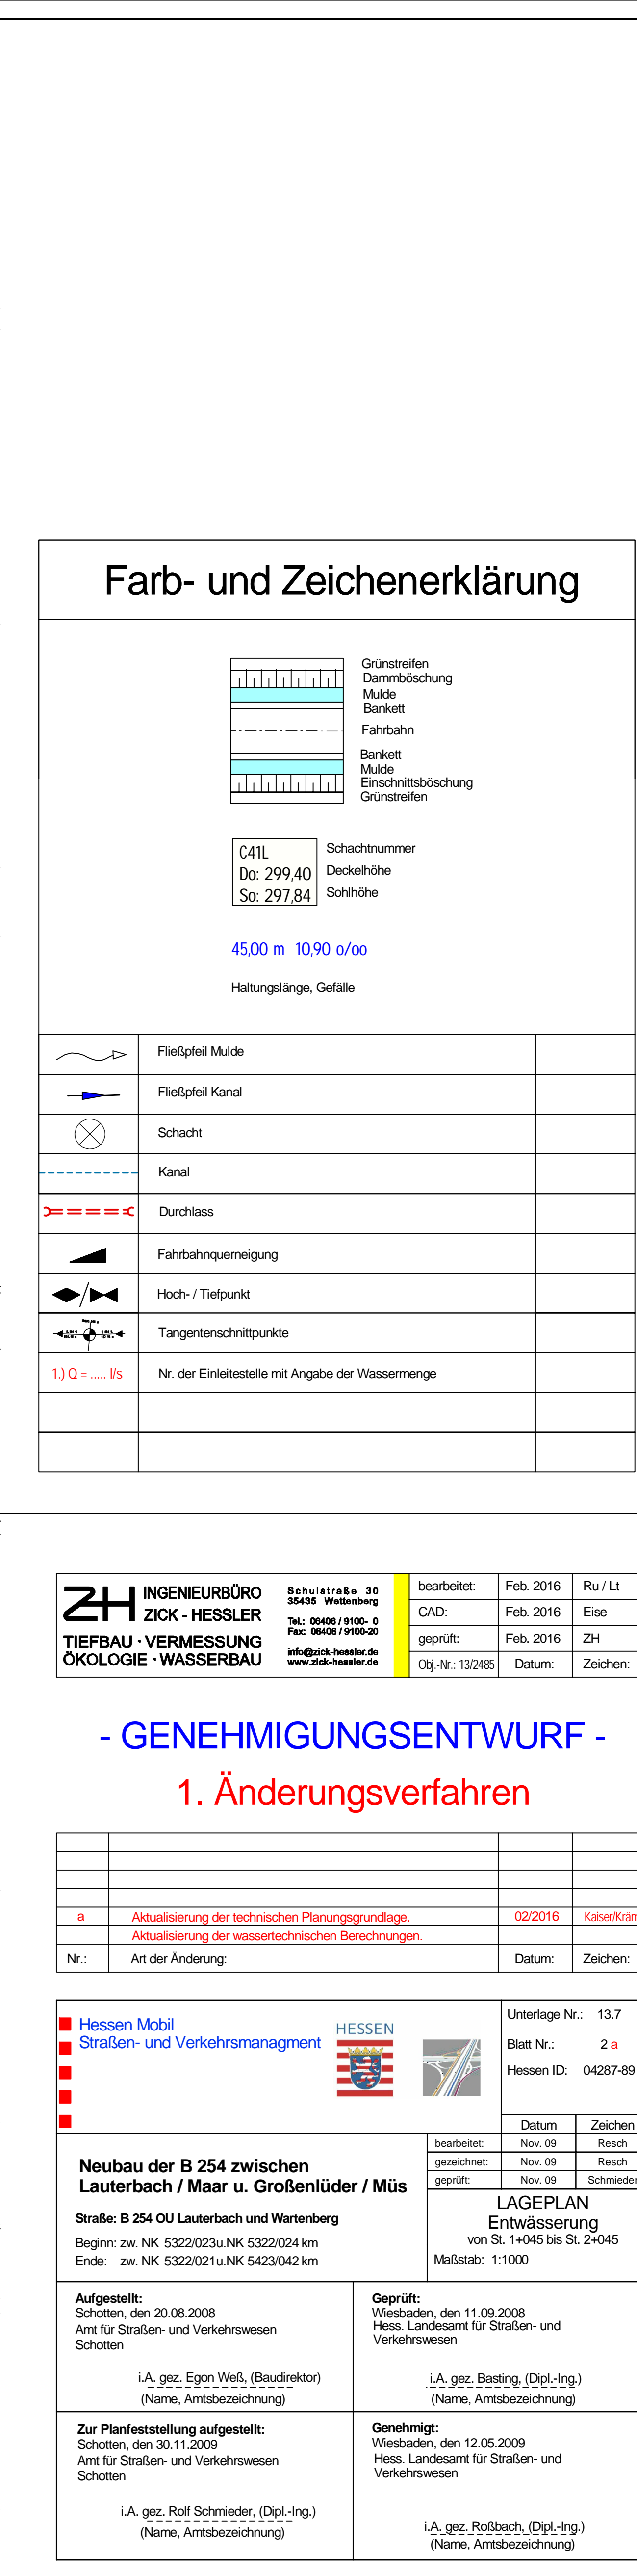 Farb- und Zeichenerklärung
Grünstreifen
Dammböschung
Mulde
Bankett
Fahrbahn
Bankett
Mulde
Einschnittsböschung
Grünstreifen
C41L Schachtnummer
Do: 299,40 Deckelhöhe
So: 297,84 Sohlhöhe
45,00 m 10,90 o/oo
Haltungslänge, Gefälle
Fließpfeil Mulde
Fließpfeil Kanal
Schacht
Kanal
Durchlass
Fahrbahnquerneigung
Hoch- / Tiefpunkt
Tangentenschnittpunkte
1.) Q = ..... l/s Nr. der Einleitestelle mit Angabe der Wassermenge
ZH INGENIEURBÜRO
ZICK - HESSLER
TIEFBAU · VERMESSUNG
ÖKOLOGIE · WASSERBAU
Schulstraße 30
35435 Wettenberg
Tel.: 06406 / 9100- 0
Fax: 06406 / 9100-20
info@zick-hessler.de
www.zick-hessler.de
bearbeitet: Feb. 2016 Ru / Lt
CAD: Feb. 2016 Eise
geprüft: Feb. 2016 ZH
Obj.-Nr.: 13/2485 Datum: Zeichen:
- GENEHMIGUNGSENTWURF -
1. Änderungsverfahren
a Aktualisierung der technischen Planungsgrundlage. 02/2016 Kaiser/Kräm
Aktualisierung der wassertechnischen Berechnungen.
Nr.: Art der Änderung: Datum: Zeichen:
Hessen Mobil
Straßen- und Verkehrsmanagment
HESSEN
Unterlage Nr.: 13.7
Blatt Nr.: 2 a
Hessen ID: 04287-89
Datum Zeichen
bearbeitet: Nov. 09 Resch
gezeichnet: Nov. 09 Resch
geprüft: Nov. 09 Schmieder
Neubau der B 254 zwischen
Lauterbach / Maar u. Großenlüder / Müs
Straße: B 254 OU Lauterbach und Wartenberg
Beginn: zw. NK 5322/023u.NK 5322/024 km
Ende: zw. NK 5322/021u.NK 5423/042 km
LAGEPLAN
Entwässerung
von St. 1+045 bis St. 2+045
Maßstab: 1:1000
Aufgestellt:
Schotten, den 20.08.2008
Amt für Straßen- und Verkehrswesen
Schotten
i.A. gez. Egon Weß, (Baudirektor)
(Name, Amtsbezeichnung)
Geprüft:
Wiesbaden, den 11.09.2008
Hess. Landesamt für Straßen- und
Verkehrswesen
i.A. gez. Basting, (Dipl.-Ing.)
(Name, Amtsbezeichnung)
Zur Planfeststellung aufgestellt:
Schotten, den 30.11.2009
Amt für Straßen- und Verkehrswesen
Schotten
i.A. gez. Rolf Schmieder, (Dipl.-Ing.)
(Name, Amtsbezeichnung)
Genehmigt:
Wiesbaden, den 12.05.2009
Hess. Landesamt für Straßen- und
Verkehrswesen
i.A. gez. Roßbach, (Dipl.-Ing.)
(Name, Amtsbezeichnung)